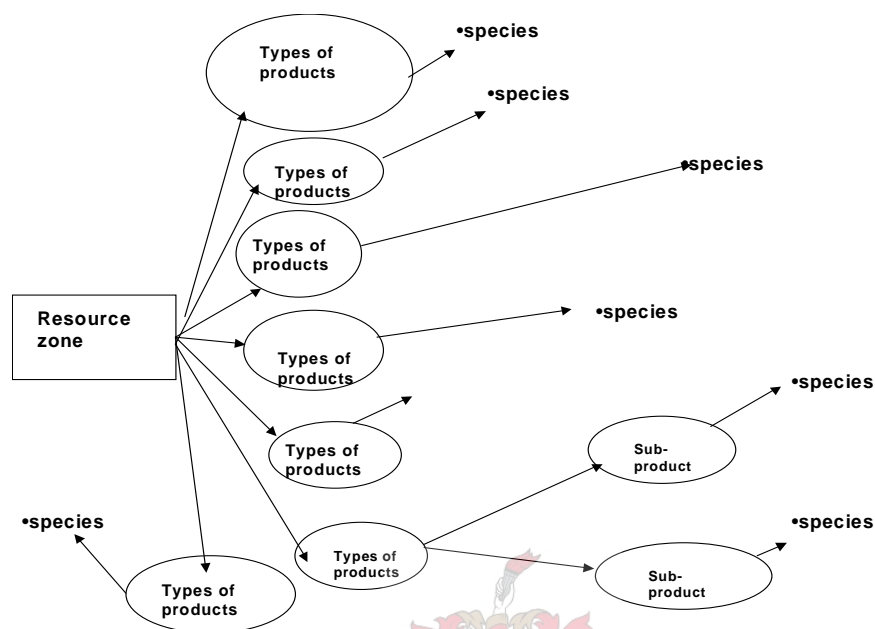 •species
Types of
products
•species
Types of
products
•species
Types of
products
Resource
zone
•species
Types of
products
•species
Types of
products
Sub-
product
•species
•species
Types of
products
Sub-
product
Types of
products